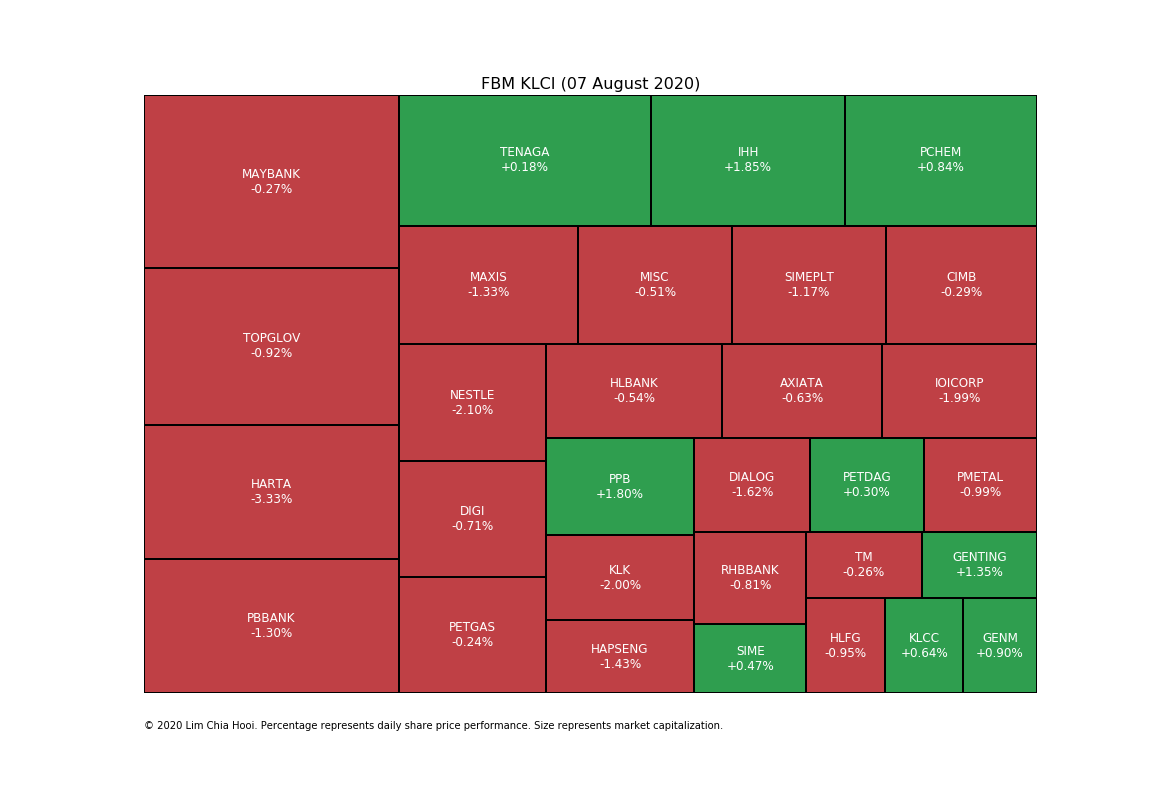 FBM KLCI (07 August 2020)
MAYBANK
-0.27%
TOPGLOV
-0.92%
HARTA
-3.33%
PBBANK
-1.30%
TENAGA
+0.18%
IHH
+1.85%
PCHEM
+0.84%
MAXIS
-1.33%
MISC
-0.51%
SIMEPLT
-1.17%
CIMB
-0.29%
NESTLE
-2.10%
DIGI
-0.71%
PETGAS
-0.24%
HLBANK
-0.54%
AXIATA
-0.63%
IOICORP
-1.99%
PPB
+1.80%
KLK
-2.00%
HAPSENG
-1.43%
DIALOG
-1.62%
PETDAG
+0.30%
PMETAL
-0.99%
RHBBANK
-0.81%
SIME
+0.47%
TM
-0.26%
GENTING
+1.35%
HLFG
-0.95%
KLCC
+0.64%
GENM
+0.90%
© 2020 Lim Chia Hooi. Percentage represents daily share price performance. Size represents market capitalization.